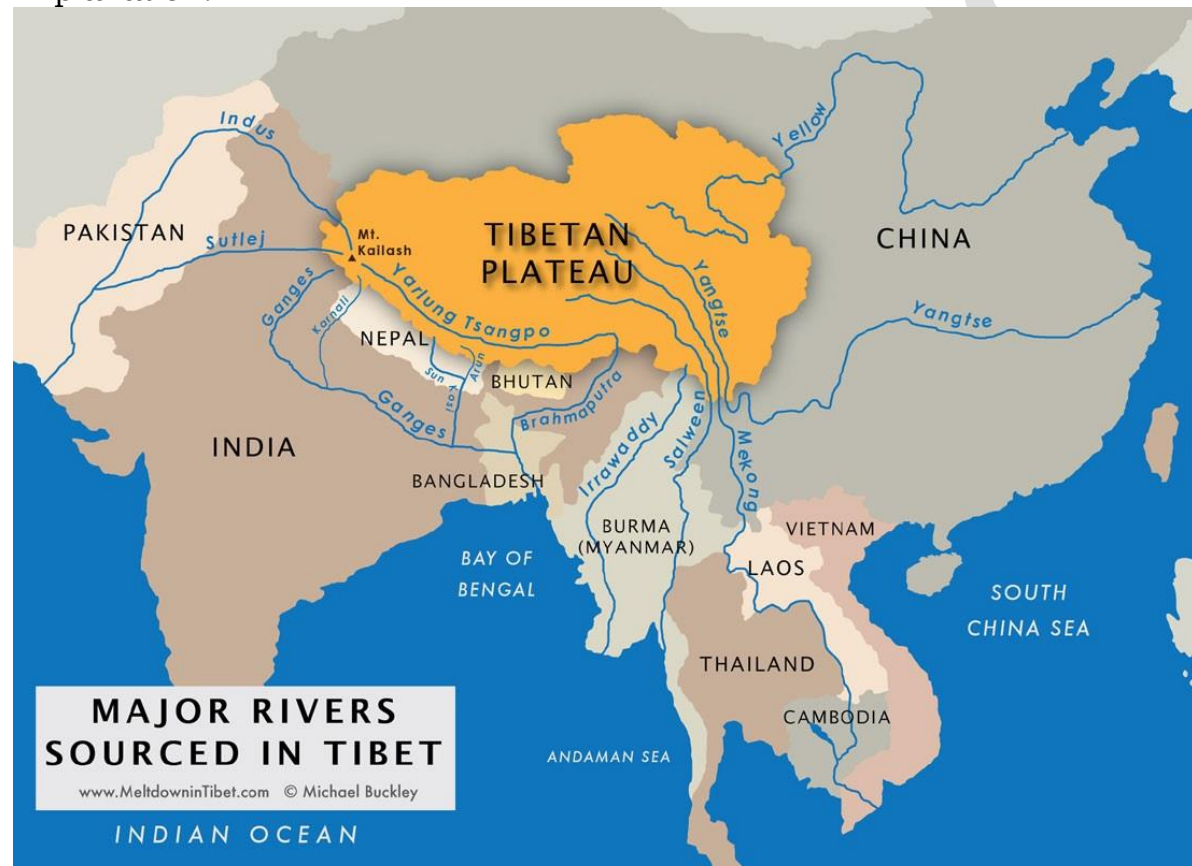 Indus
Yellow
PAKISTAN
Sutlej
Mt.
Kailash
TIBETAN
PLATEAU
CHINA
Ganges
Karnali
Yarlung Tsangpo
Yangtse
Yangtse
NEPAL
Sun
Kosi
Arun
BHUTAN
Brahmaputra
Ganges
INDIA
BANGLADESH
Irrawaddy
Salween
Mekong
BURMA
(MYANMAR)
VIETNAM
LAOS
BAY OF
BENGAL
SOUTH
CHINA SEA
THAILAND
CAMBODIA
ANDAMAN SEA
MAJOR RIVERS
SOURCED IN TIBET
www.MeltdowninTibet.com © Michael Buckley
INDIAN OCEAN